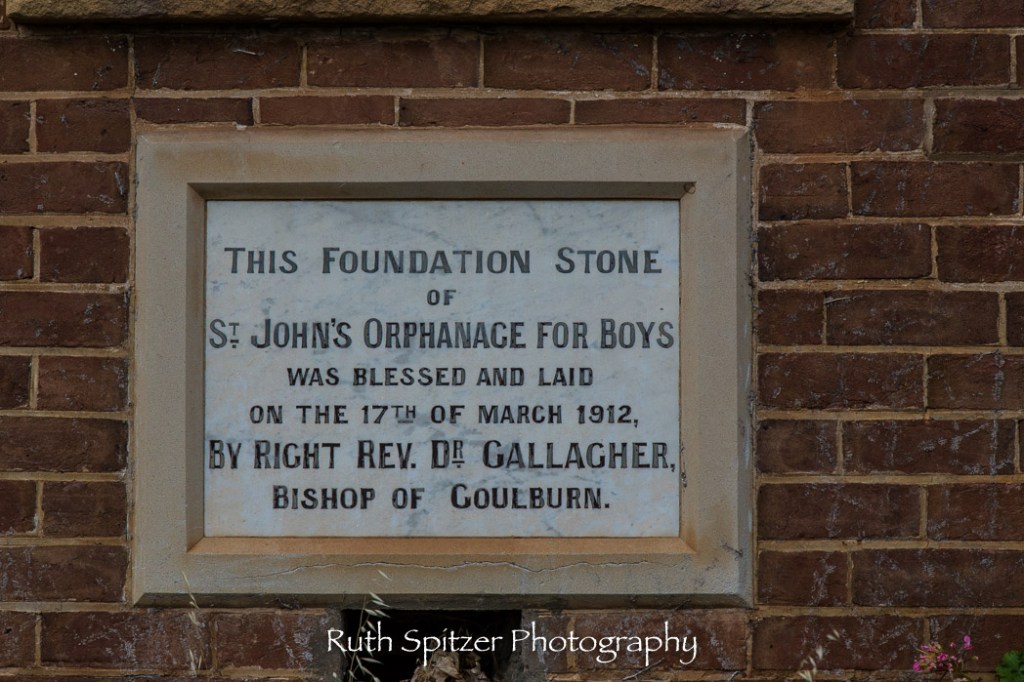 THIS FOUNDATION STONE
OF
ST JOHN'S ORPHANAGE FOR BOYS
WAS BLESSED AND LAID
ON THE 17TH OF MARCH 1912,
BY RIGHT REV. DR GALLAGHER,
BISHOP OF GOULBURN.
Ruth Spitzer Photography